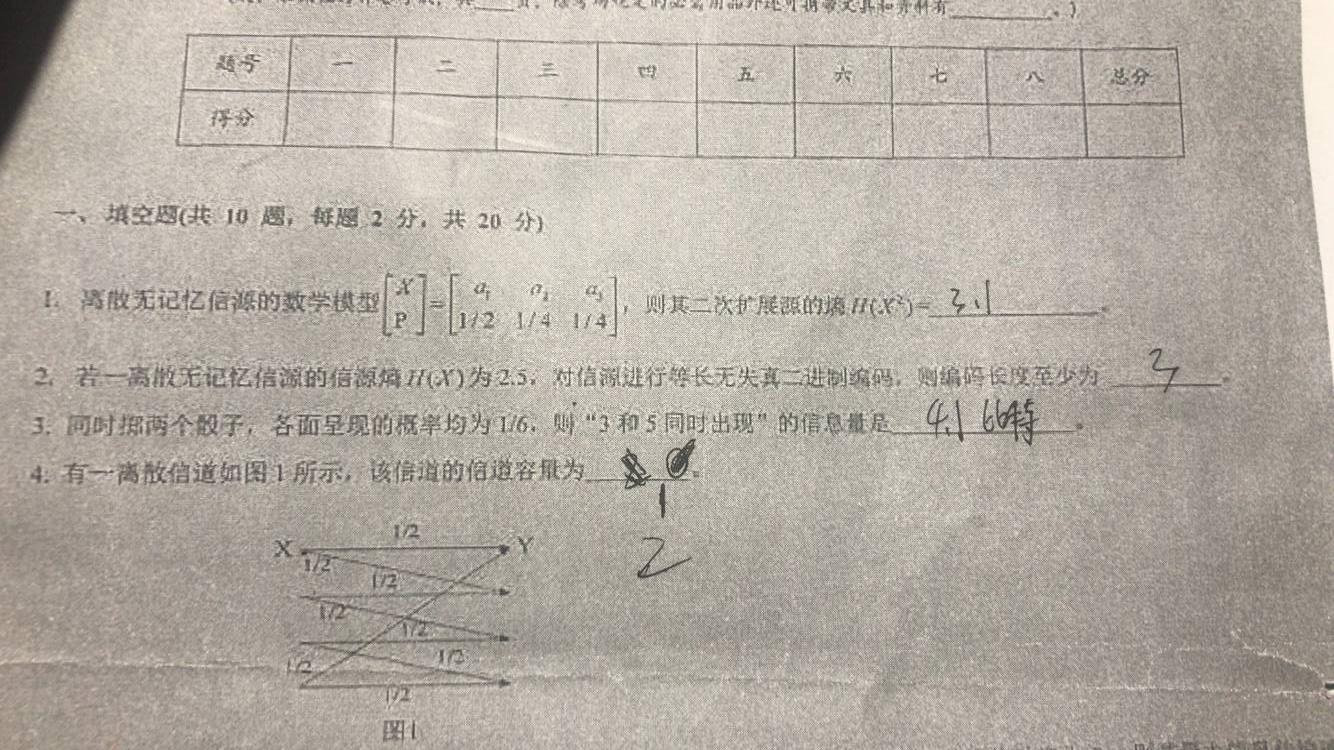 题号 一 二 三 四 五 六 七 八 总分
得分
一、填空题(共 10 题，每题 2 分，共 20 分)
1. 离散无记忆信源的数学模型[X P]=[a₁ a₂ a₃ 1/2 1/4 1/4]，则其二次扩展源的熵H(X²)=3.1。
2. 若一离散无记忆信源的信源熵H(X)为2.5，对信源进行等长无失真二进制编码，则编码长度至少为 3。
3. 同时掷两个骰子，各面呈现的概率均为1/6，则“3和5同时出现”的信息量是 4.1 比特。
4. 有一离散信道如图1所示，该信道的信道容量为 。
1
2
X 1/2 Y
1/2
1/2
1/2
1/2
1/2
1/2
1/2
图1